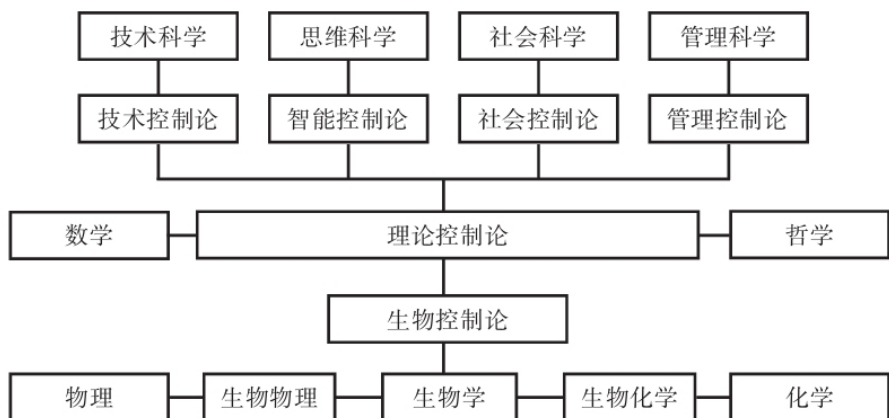 技术科学 思维科学 社会科学 管理科学
技术控制论 智能控制论 社会控制论 管理控制论
数学 理论控制论 哲学
生物控制论
物理 生物物理 生物学 生物化学 化学